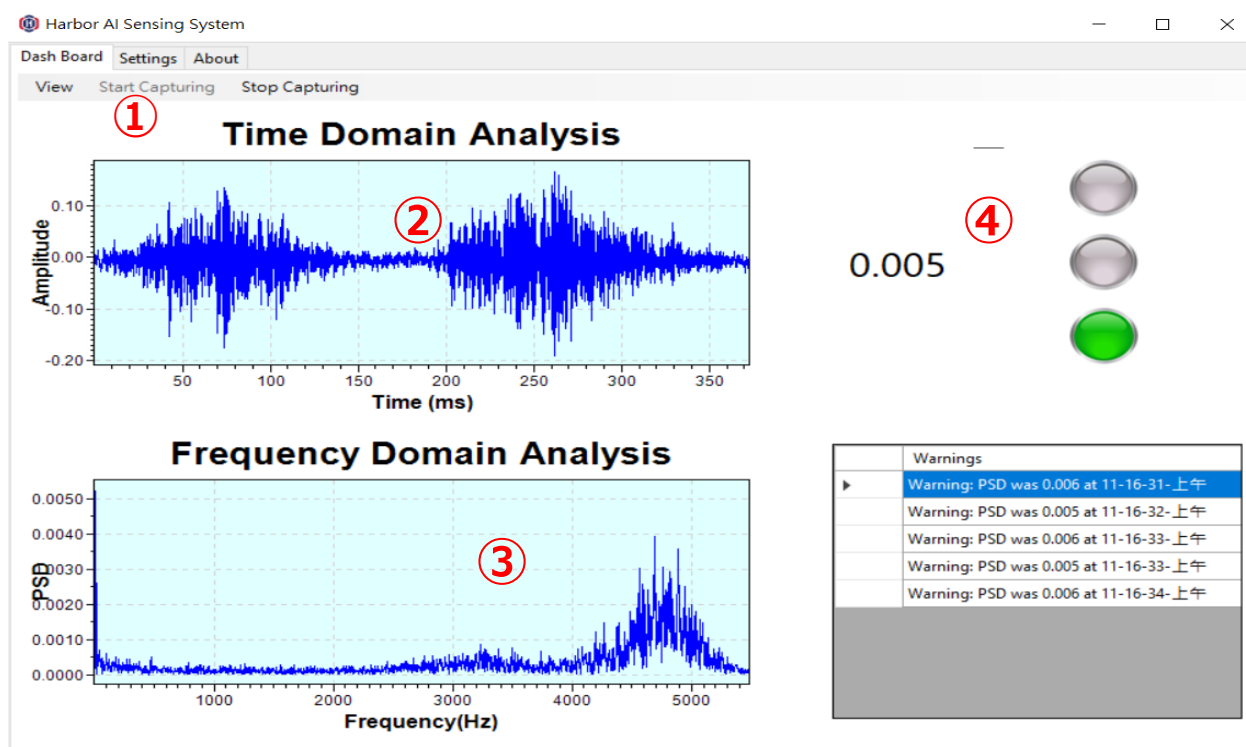 Harbor AI Sensing System
Dash Board Settings About
View Start Capturing Stop Capturing
①
Time Domain Analysis
Amplitude
0.10
0.00
-0.10
-0.20
②
50 100 150 200 250 300 350
Time (ms)
④
0.005
Frequency Domain Analysis
PSD
0.0050
0.0040
0.0030
0.0020
0.0010
0.0000
③
1000 2000 3000 4000 5000
Frequency(Hz)
Warnings
Warning: PSD was 0.006 at 11-16-31-上午
Warning: PSD was 0.005 at 11-16-32-上午
Warning: PSD was 0.006 at 11-16-33-上午
Warning: PSD was 0.005 at 11-16-33-上午
Warning: PSD was 0.006 at 11-16-34-上午